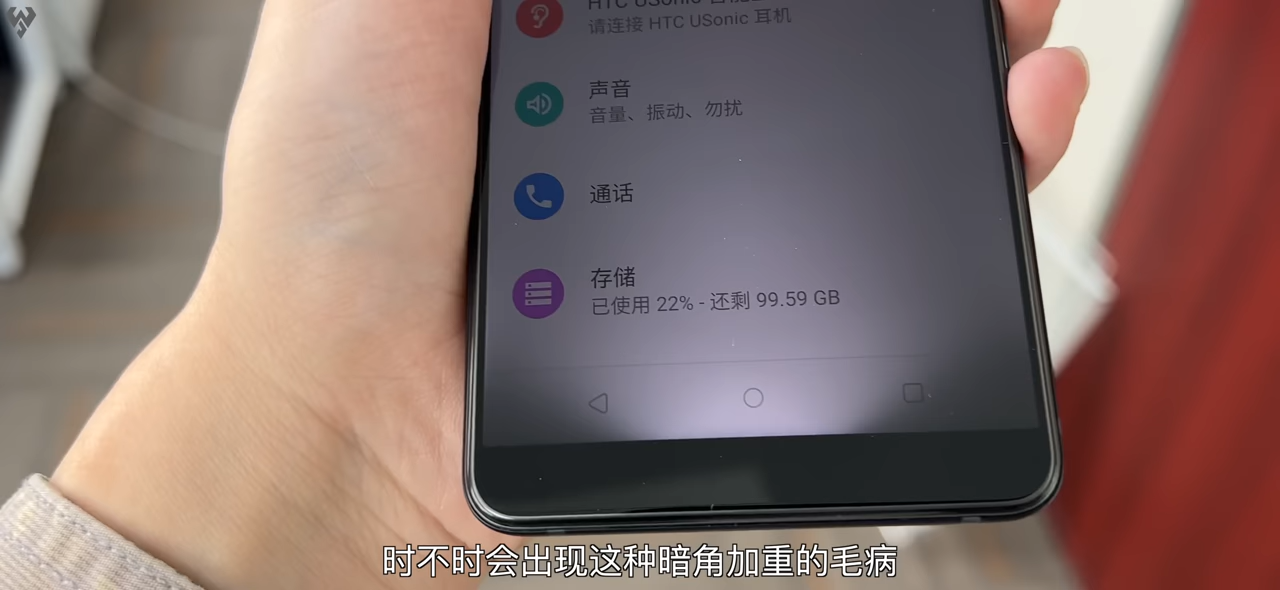 HTC USonic
请连接 HTC USonic 耳机
声音
音量、振动、勿扰
通话
存储
已使用 22% - 还剩 99.59 GB
时不时会出现这种暗角加重的毛病